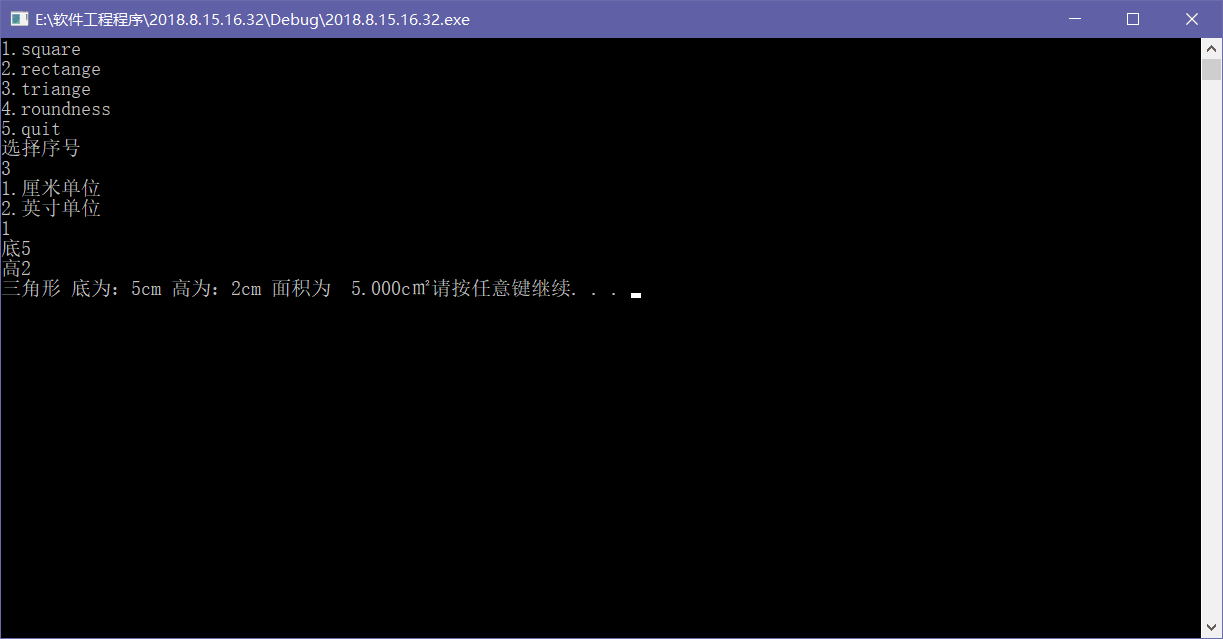 E:\软件工程程序\2018.8.15.16.32\Debug\2018.8.15.16.32.exe
1.square
2.rectange
3.triange
4.roundness
5.quit
选择序号
3
1.厘米单位
2.英寸单位
1
底5
高2
三角形 底为：5cm 高为：2cm 面积为  5.000c㎡请按任意键继续. . .